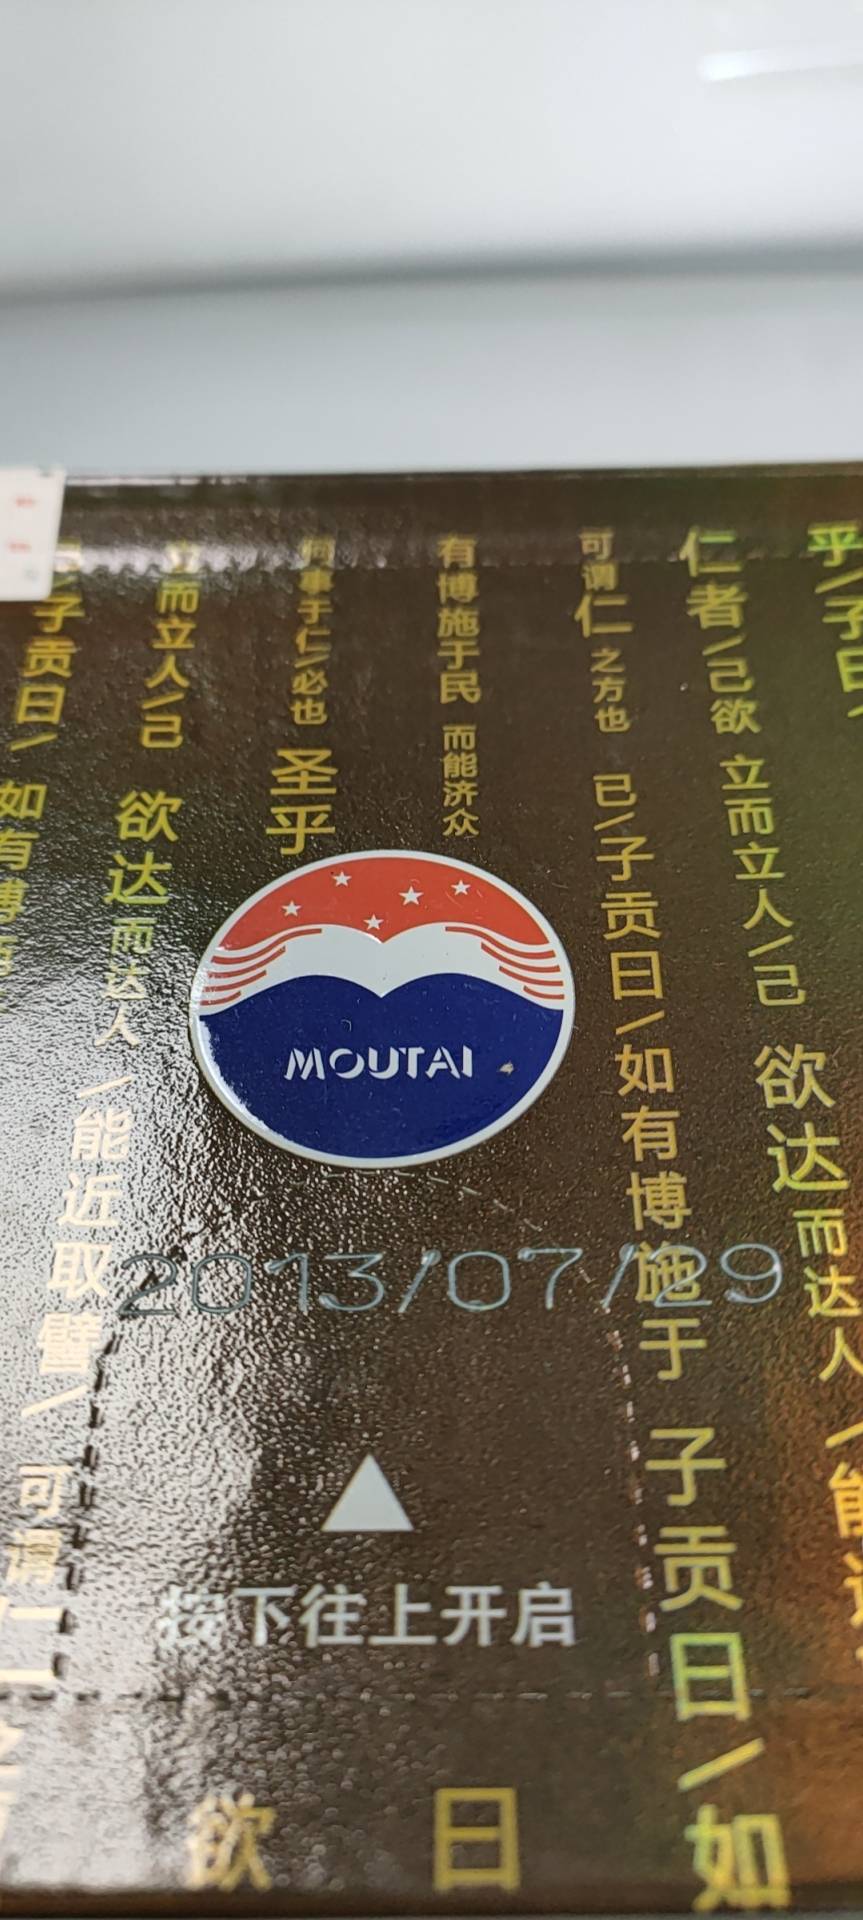 子贡曰/
如有博
立而立人/己
欲达而达人/能近取譬/可谓仁
何事于仁/必也
圣乎
有博施于民 而能济众
可谓仁之方也
已/子贡曰/如有博施于
子贡曰/如
仁者/己欲立而立人/己
欲达而达人/能
乎/子曰/
MOUTAI
2013/07/29
按下往上开启
欲
日